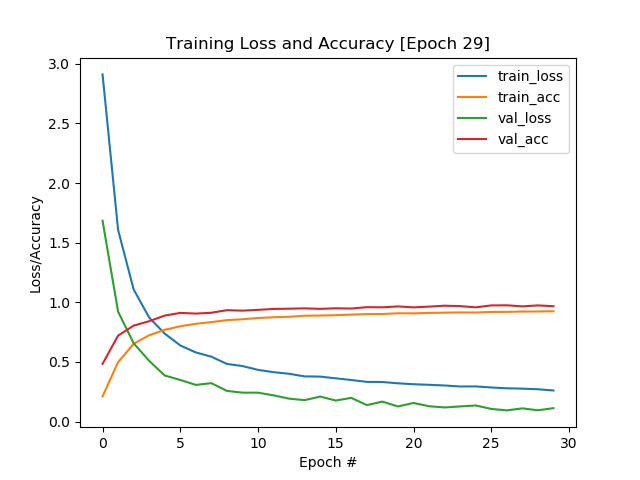 Training Loss and Accuracy [Epoch 29]
train_loss
train_acc
val_loss
val_acc
Loss/Accuracy
3.0
2.5
2.0
1.5
1.0
0.5
0.0
0 5 10 15 20 25 30
Epoch #